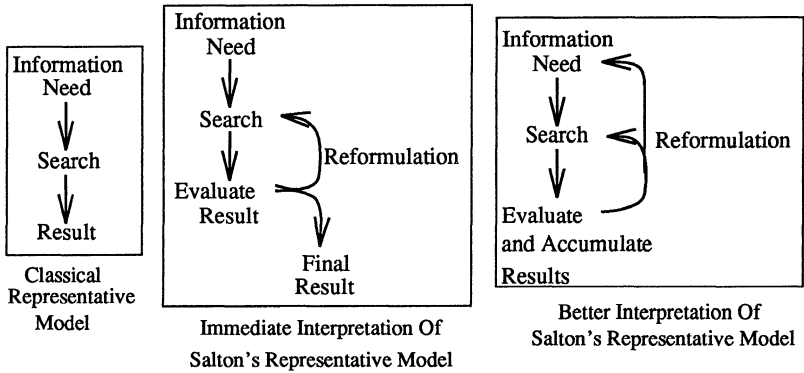 Information
Need
Search
Result
Classical
Representative
Model
Information
Need
Search
Reformulation
Evaluate
Result
Final
Result
Immediate Interpretation Of
Salton's Representative Model
Information
Need
Search
Reformulation
Evaluate
and Accumulate
Results
Better Interpretation Of
Salton's Representative Model